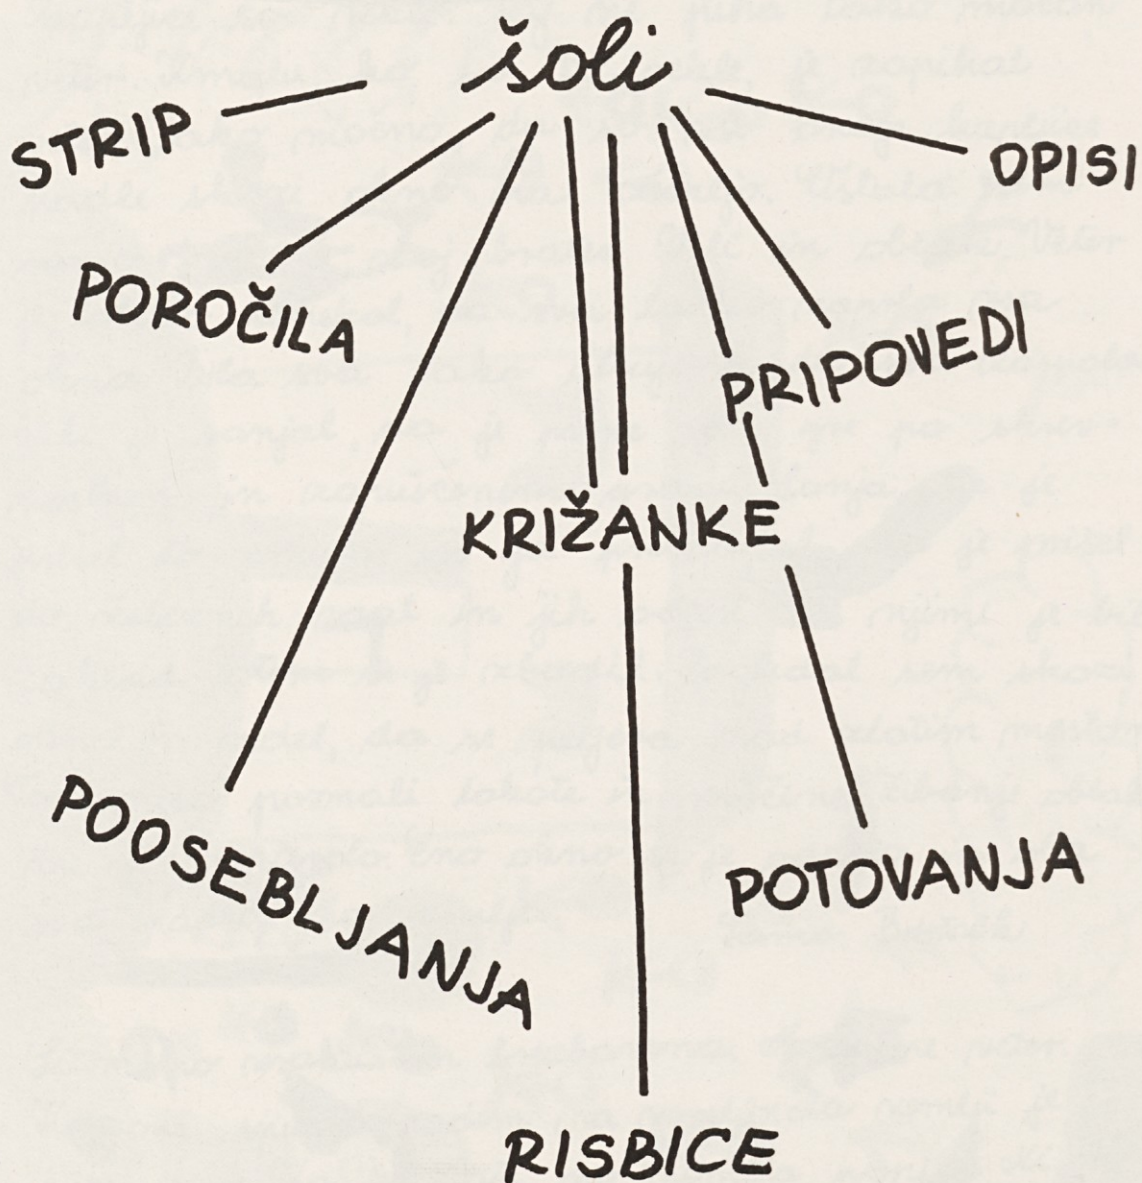 šoli
STRIP
OPISI
POROČILA
PRIPOVEDI
KRIŽANKE
POOSEBLJANJA
POTOVANJA
RISBICE